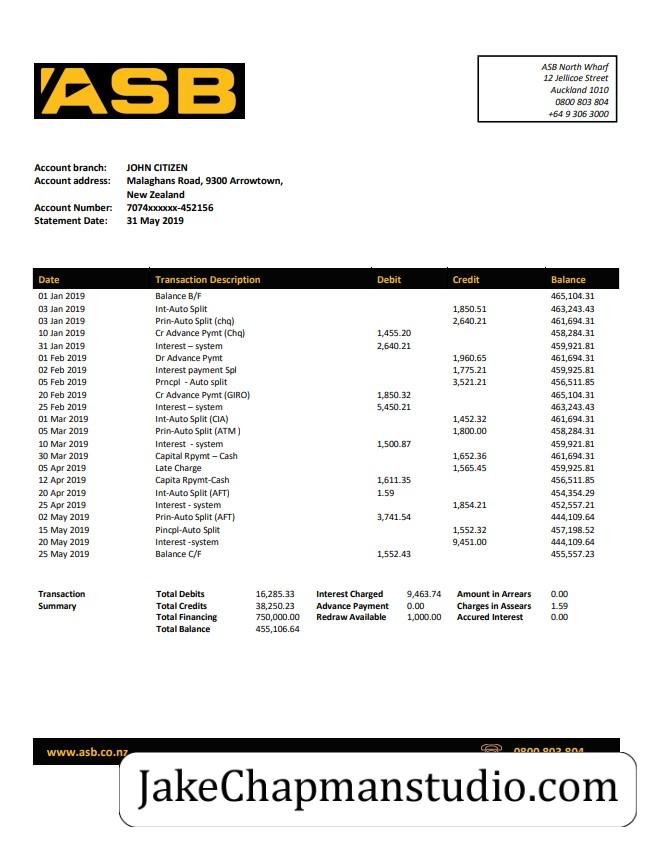 ASB
ASB North Wharf
12 Jellicoe Street
Auckland 1010
0800 803 804
+64 9 306 3000
Account branch: JOHN CITIZEN
Account address: Malaghans Road, 9300 Arrowtown,
New Zealand
Account Number: 7074xxxxxx-452156
Statement Date: 31 May 2019
Date Transaction Description Debit Credit Balance
01 Jan 2019 Balance B/F 465,104.31
03 Jan 2019 Int-Auto Split 1,850.51 463,243.43
03 Jan 2019 Prin-Auto Split (chq) 2,640.21 461,694.31
10 Jan 2019 Cr Advance Pymt (Chq) 1,455.20 458,284.31
31 Jan 2019 Interest – system 2,640.21 459,921.81
01 Feb 2019 Dr Advance Pymt 1,960.65 461,694.31
02 Feb 2019 Interest payment Spl 1,775.21 459,925.81
05 Feb 2019 Prncpl - Auto split 3,521.21 456,511.85
20 Feb 2019 Cr Advance Pymt (GIRO) 1,850.32 465,104.31
25 Feb 2019 Interest – system 5,450.21 463,243.43
01 Mar 2019 Int-Auto Split (CIA) 1,452.32 461,694.31
05 Mar 2019 Prin-Auto Split (ATM ) 1,800.00 458,284.31
10 Mar 2019 Interest - system 1,500.87 459,921.81
30 Mar 2019 Capital Rpymt – Cash 1,652.36 461,694.31
05 Apr 2019 Late Charge 1,565.45 459,925.81
12 Apr 2019 Capita Rpymt-Cash 1,611.35 456,511.85
20 Apr 2019 Int-Auto Split (AFT) 1.59 454,354.29
25 Apr 2019 Interest - system 1,854.21 452,557.21
02 May 2019 Prin-Auto Split (AFT) 3,741.54 444,109.64
15 May 2019 Pincpl-Auto Split 1,552.32 457,198.52
20 May 2019 Interest -system 9,451.00 444,109.64
25 May 2019 Balance C/F 1,552.43 455,557.23
Transaction Total Debits 16,285.33 Interest Charged 9,463.74 Amount in Arrears 0.00
Summary Total Credits 38,250.23 Advance Payment 0.00 Charges in Assears 1.59
Total Financing 750,000.00 Redraw Available 1,000.00 Accured Interest 0.00
Total Balance 455,106.64
www.asb.co.nz 0800 803 804
JakeChapmanstudio.com